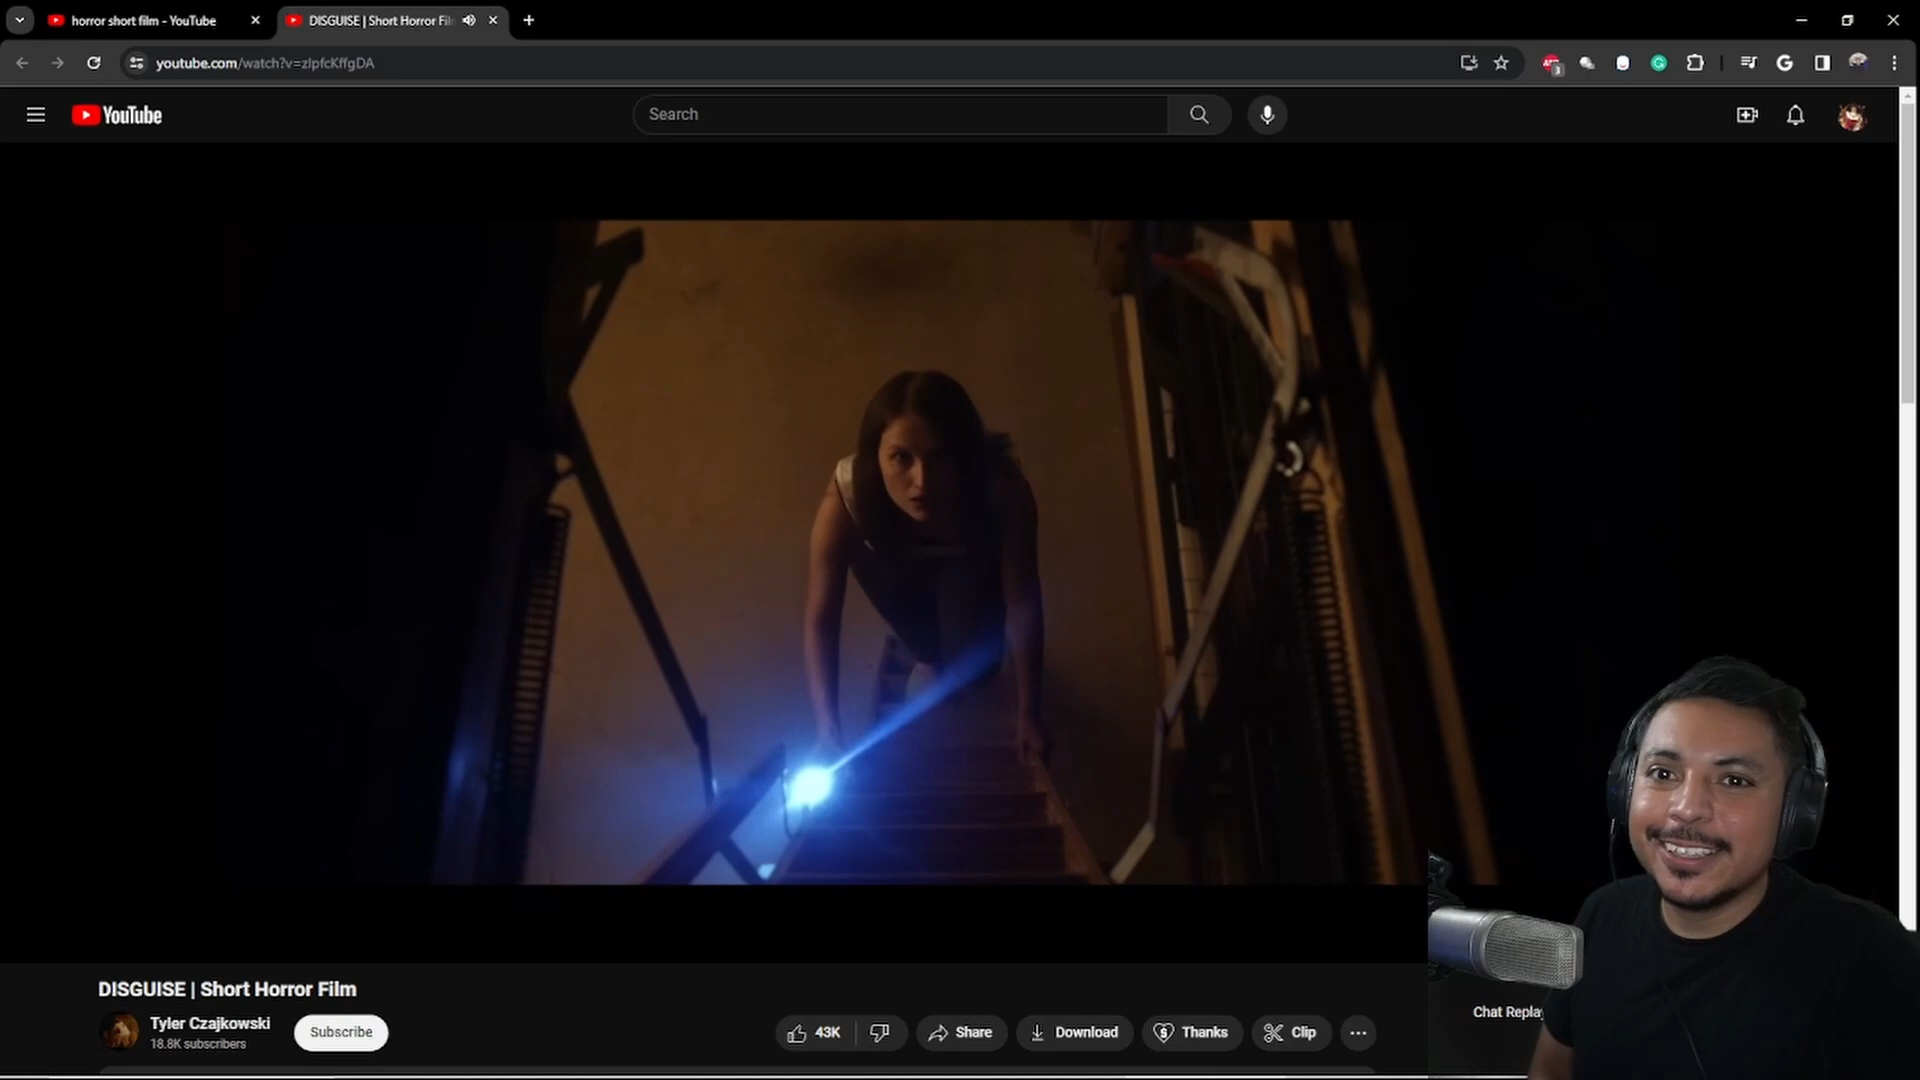 horror short film - YouTube
DISGUISE | Short Horror Fil
youtube.com/watch?v=zlpfcKffgDA
3
YouTube
Search
DISGUISE | Short Horror Film
Tyler Czajkowski
18.8K subscribers
Subscribe
43K
Share
Download
Thanks
Clip
Chat Replay